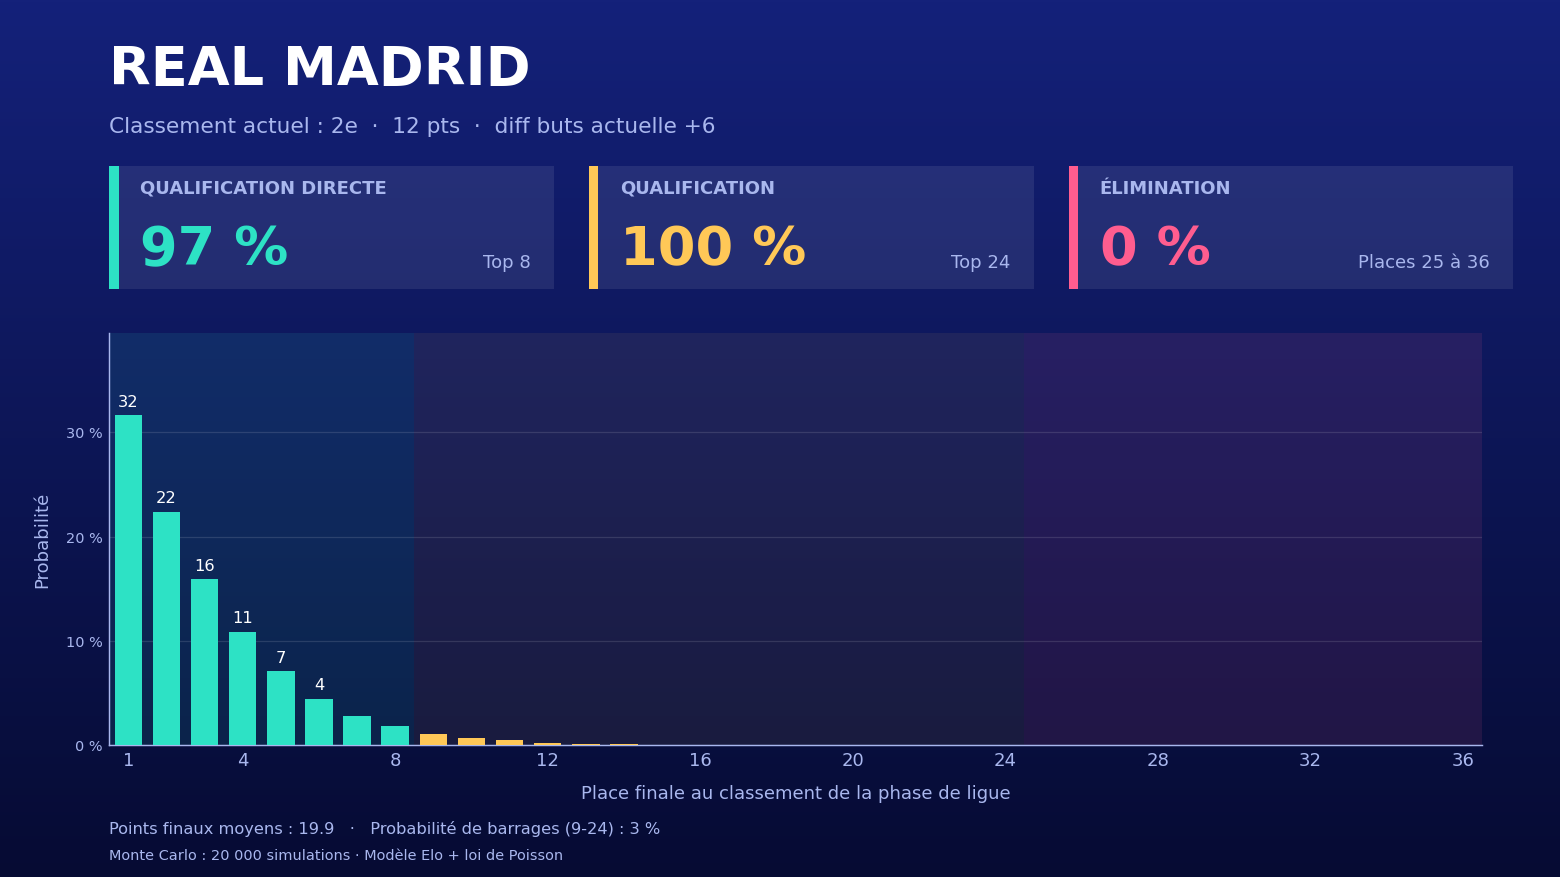 REAL MADRID
Classement actuel : 2e · 12 pts · diff buts actuelle +6
QUALIFICATION DIRECTE
97 %
Top 8
QUALIFICATION
100 %
Top 24
ÉLIMINATION
0 %
Places 25 à 36
Probabilité
30 %
20 %
10 %
0 %
32
22
16
11
7
4
1 4 8 12 16 20 24 28 32 36
Place finale au classement de la phase de ligue
Points finaux moyens : 19.9 · Probabilité de barrages (9-24) : 3 %
Monte Carlo : 20 000 simulations · Modèle Elo + loi de Poisson